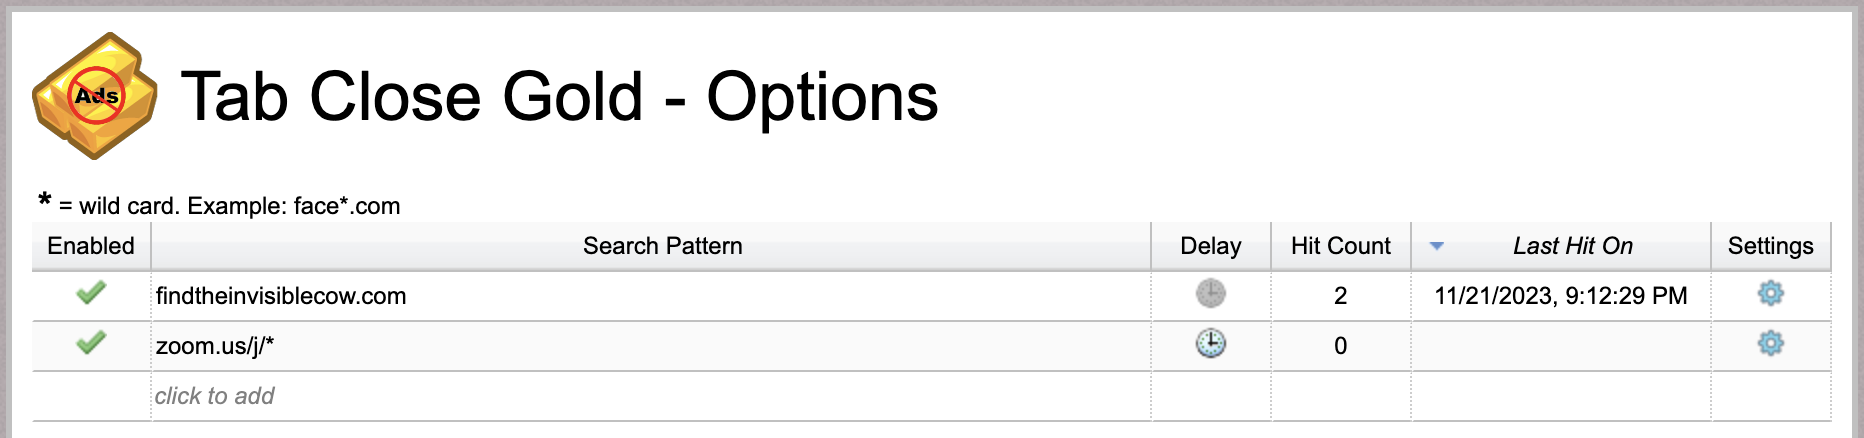 Ads
Tab Close Gold - Options
* = wild card. Example: face*.com
Enabled Search Pattern Delay Hit Count Last Hit On Settings
findtheinvisiblecow.com 2 11/21/2023, 9:12:29 PM
zoom.us/j/* 0
click to add